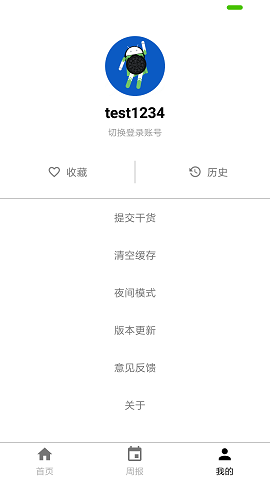 test1234
切换登录账号
收藏
历史
提交干货
清空缓存
夜间模式
版本更新
意见反馈
关于
首页
周报
我的